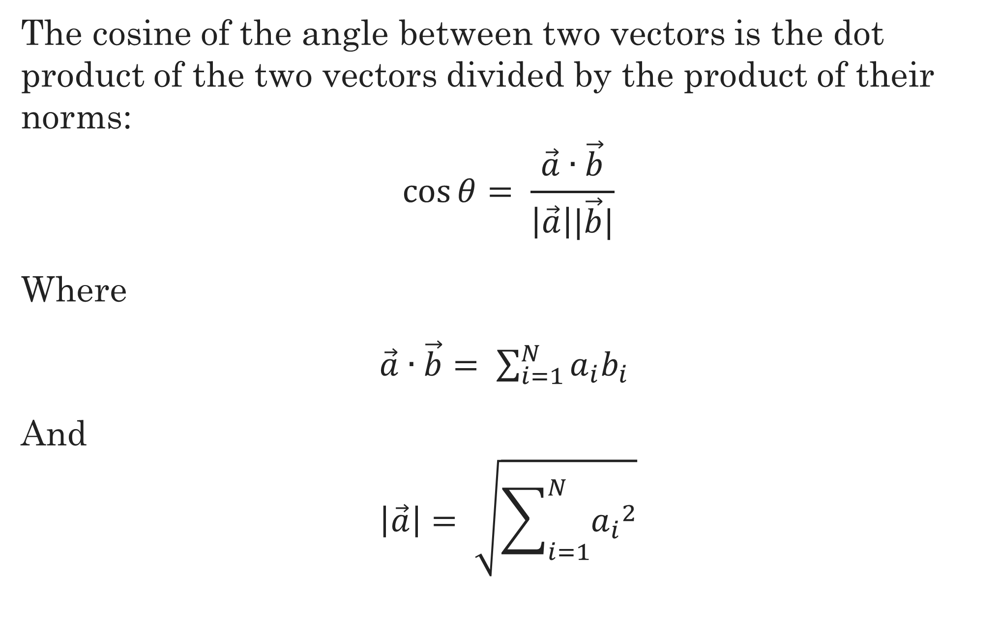 The cosine of the angle between two vectors is the dot
product of the two vectors divided by the product of their
norms:
$\cos \theta = \frac{\vec{a} \cdot \vec{b}}{|\vec{a}||\vec{b}|}$
Where
$\vec{a} \cdot \vec{b} = \sum_{i=1}^{N} a_i b_i$
And
$|\vec{a}| = \sqrt{\sum_{i=1}^{N} {a_i}^2}$